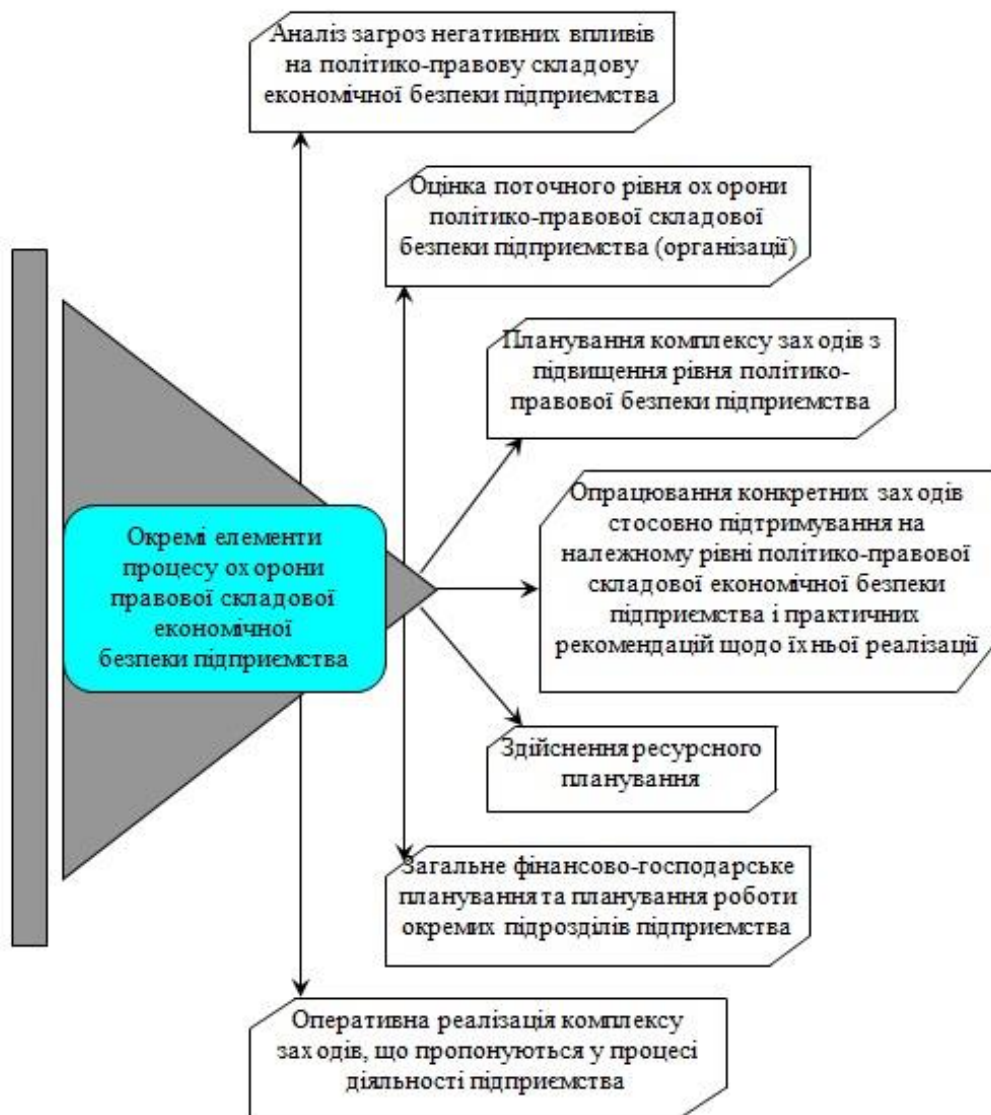 Аналіз загроз негативних впливів
на політико-правову складову
економічної безпеки підприємства
Оцінка поточного рівня охорони
політико-правової складової
безпеки підприємства (організації)
Планування комплексу заходів з
підвищення рівня політико-
правової безпеки підприємства
Окремі елементи
процесу охорони
правової складової
економічної
безпеки підприємства
Опрацювання конкретних заходів
стосовно підтримування на
належному рівні політико-правової
складової економічної безпеки
підприємства і практичних
рекомендацій щодо їхньої реалізації
Здійснення ресурсного
планування
Загальне фінансово-господарське
планування та планування роботи
окремих підрозділів підприємства
Оперативна реалізація комплексу
заходів, що пропонуються у процесі
діяльності підприємства